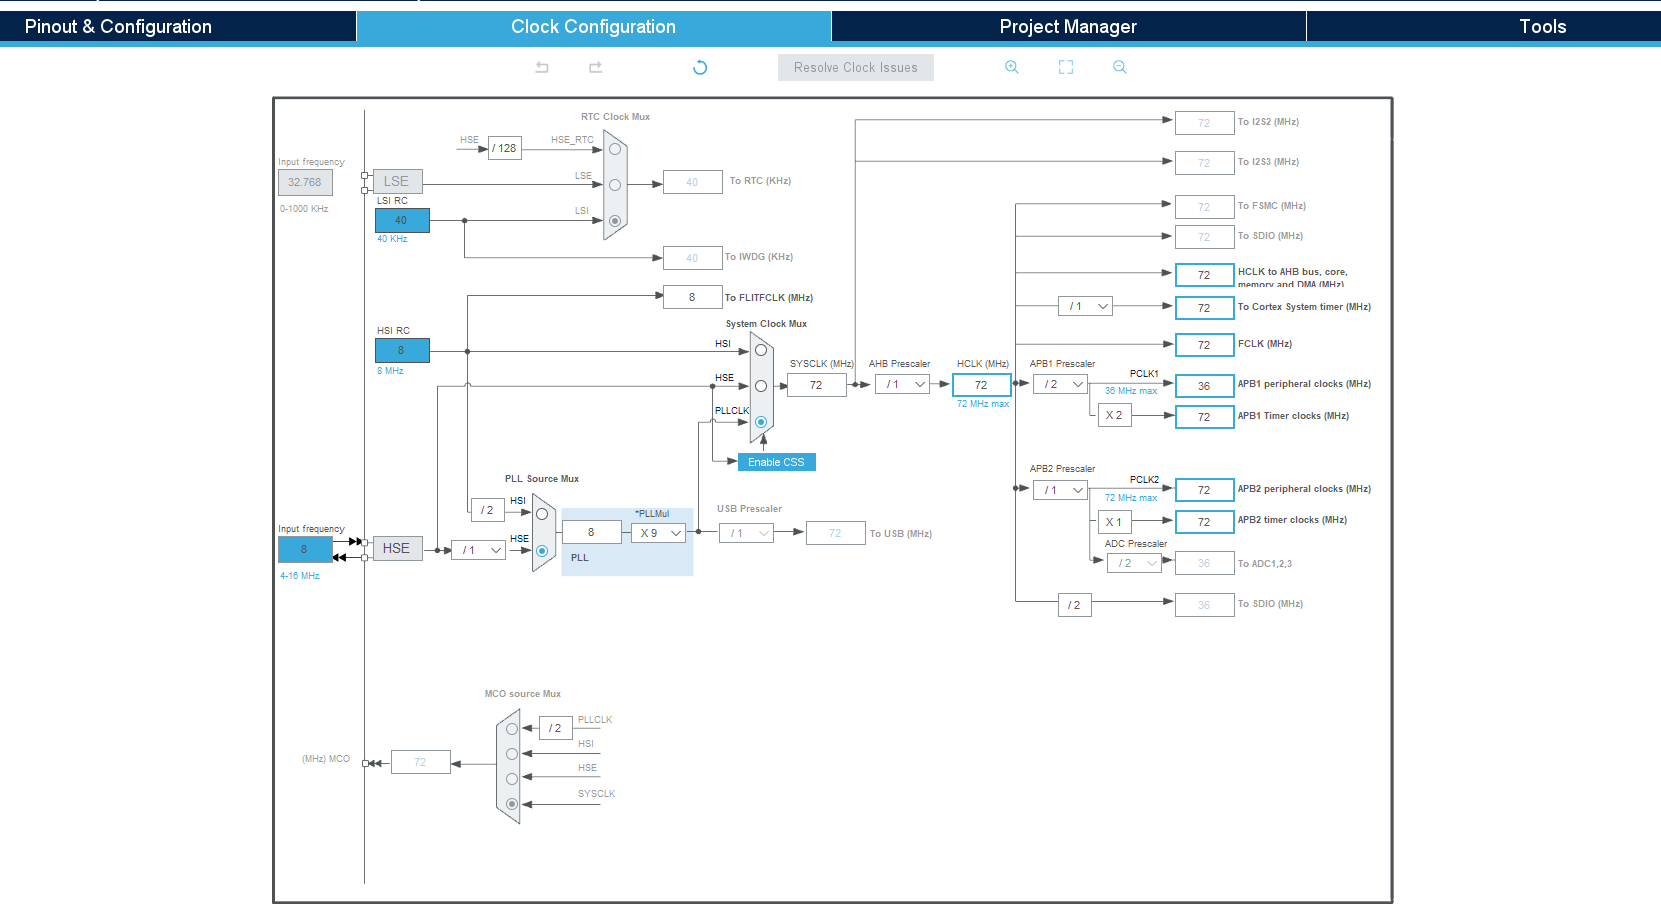 Pinout & Configuration
Clock Configuration
Project Manager
Tools
Resolve Clock Issues
RTC Clock Mux
HSE
/ 128
HSE_RTC
Input frequency
32.768
0-1000 KHz
LSE
LSE
40
To RTC (KHz)
LSI RC
40
40 KHz
LSI
40
To IWDG (KHz)
8
To FLITFCLK (MHz)
HSI RC
8
8 MHz
System Clock Mux
HSI
HSE
PLLCLK
Enable CSS
SYSCLK (MHz)
72
AHB Prescaler
/ 1
HCLK (MHz)
72
72 MHz max
72
To I2S2 (MHz)
72
To I2S3 (MHz)
72
To FSMC (MHz)
72
To SDIO (MHz)
72
HCLK to AHB bus, core,
memory and DMA (MHz)
/ 1
72
To Cortex System timer (MHz)
72
FCLK (MHz)
APB1 Prescaler
/ 2
PCLK1
36 MHz max
36
APB1 peripheral clocks (MHz)
X 2
72
APB1 Timer clocks (MHz)
APB2 Prescaler
/ 1
PCLK2
72 MHz max
72
APB2 peripheral clocks (MHz)
X 1
72
APB2 timer clocks (MHz)
ADC Prescaler
/ 2
36
To ADC1,2,3
/ 2
36
To SDIO (MHz)
PLL Source Mux
/ 2
HSI
Input frequency
8
4-16 MHz
HSE
/ 1
HSE
8
*PLLMul
X 9
PLL
USB Prescaler
/ 1
72
To USB (MHz)
MCO source Mux
/ 2
PLLCLK
HSI
HSE
SYSCLK
(MHz) MCO
72